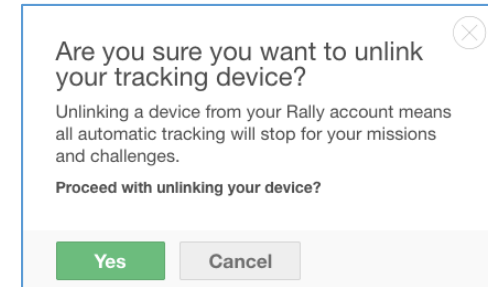 Are you sure you want to unlink
your tracking device?
Unlinking a device from your Rally account means
all automatic tracking will stop for your missions
and challenges.
Proceed with unlinking your device?
Yes
Cancel